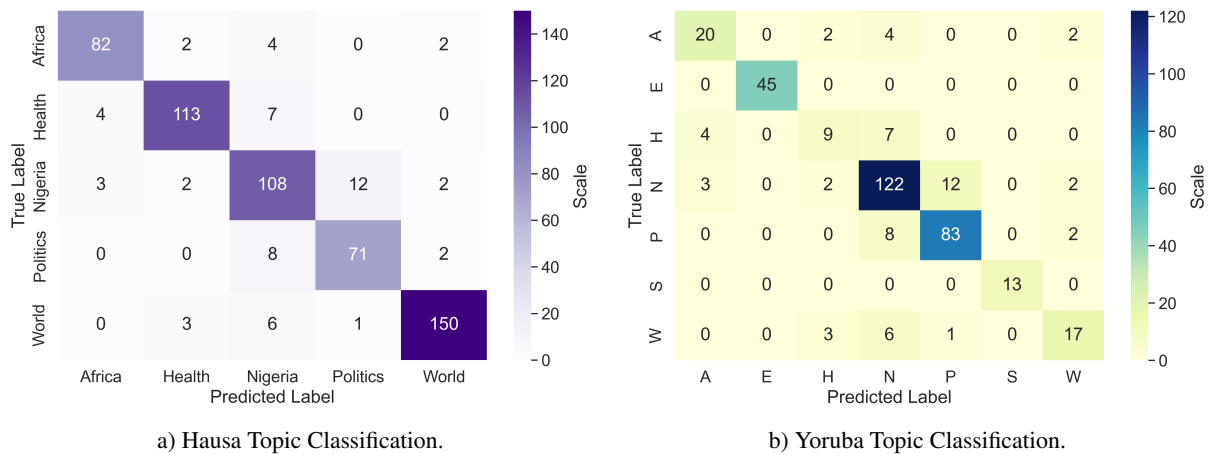 Africa 82 2 4 0 2
Health 4 113 7 0 0
Nigeria 3 2 108 12 2
Politics 0 0 8 71 2
World 0 3 6 1 150
True Label
Africa Health Nigeria Politics World
Predicted Label
140
120
100
80
60
40
20
0
Scale
a) Hausa Topic Classification.
A 20 0 2 4 0 0 2
E 0 45 0 0 0 0 0
H 4 0 9 7 0 0 0
N 3 0 2 122 12 0 2
P 0 0 0 8 83 0 2
S 0 0 0 0 0 13 0
W 0 0 3 6 1 0 17
True Label
A E H N P S W
Predicted Label
120
100
80
60
40
20
0
Scale
b) Yoruba Topic Classification.